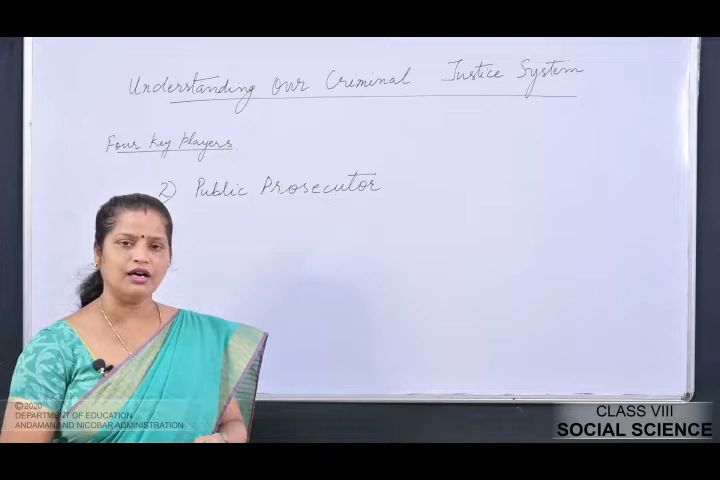 Understanding Our Criminal Justice System
Four Key Players
2) Public Prosecutor
©2020
DEPARTMENT OF EDUCATION
ANDAMAN AND NICOBAR ADMINISTRATION
CLASS VIII
SOCIAL SCIENCE